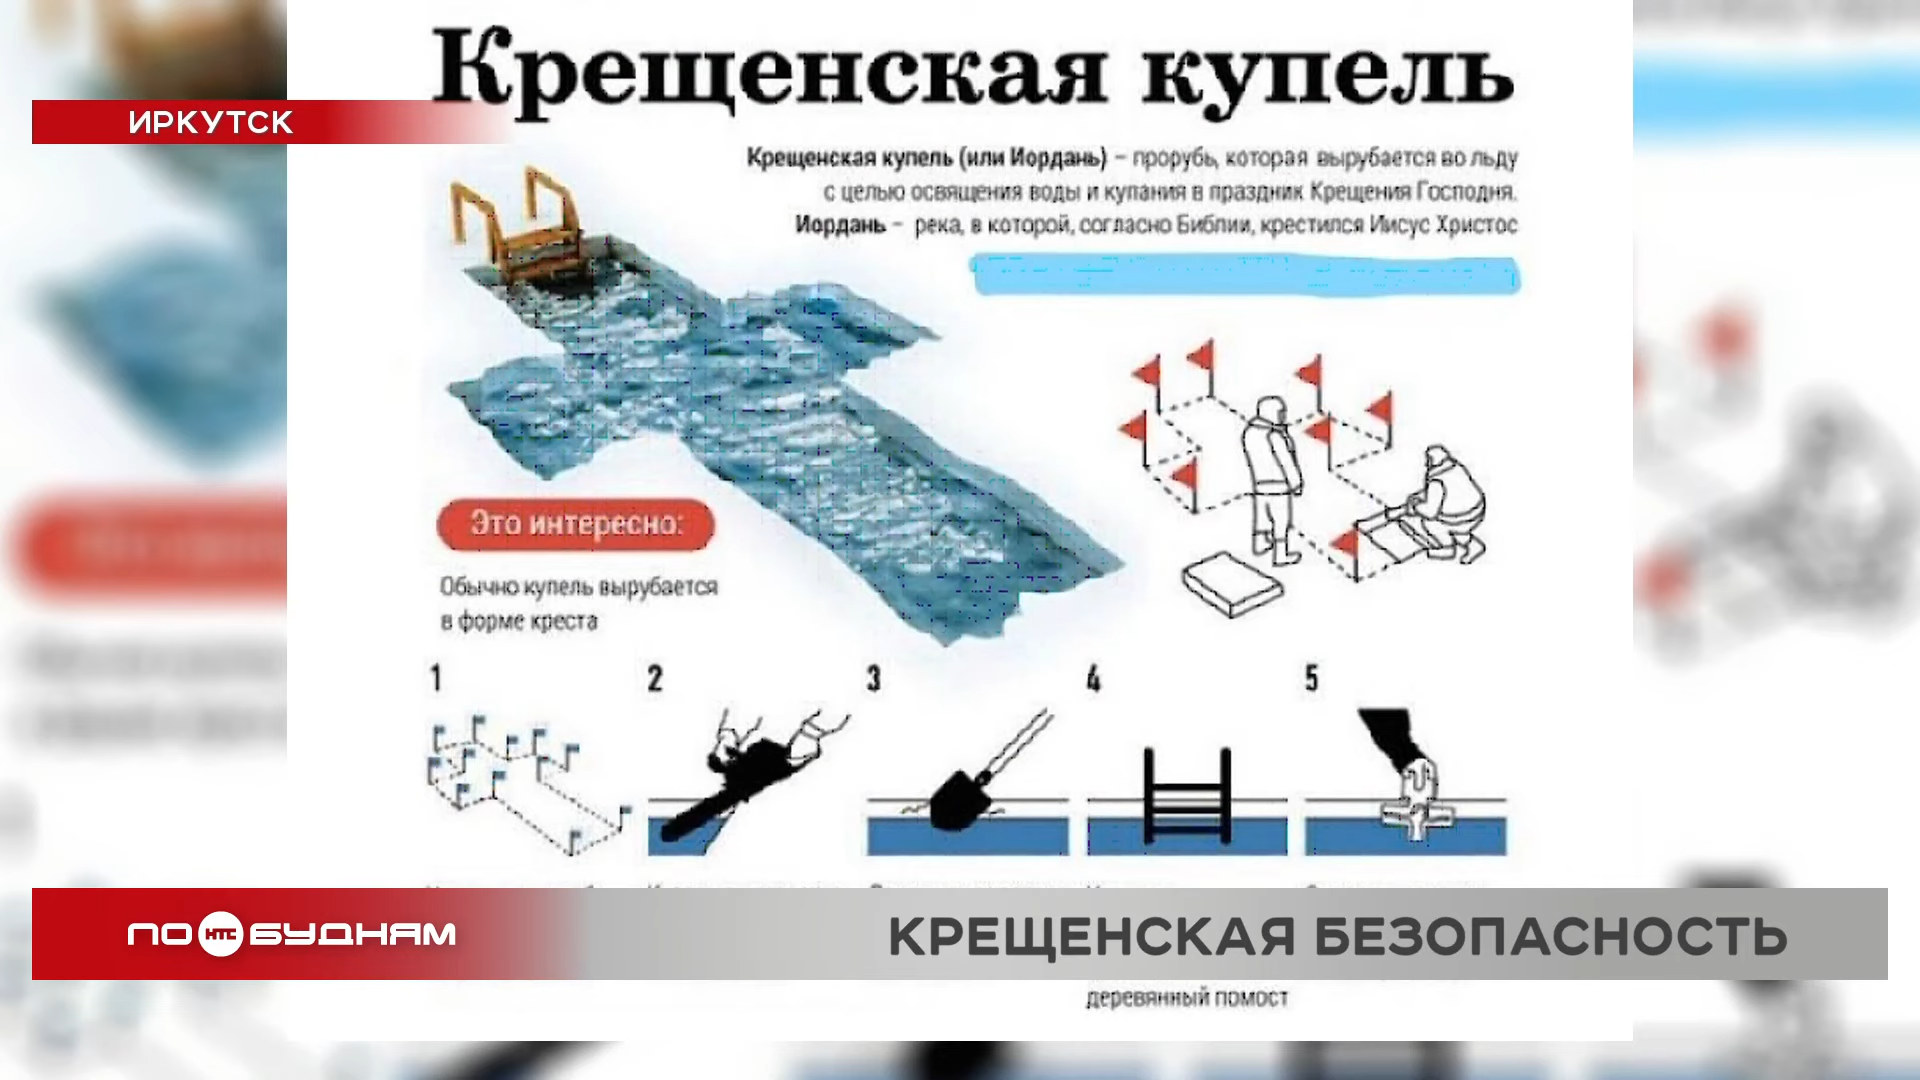 Крещенская купель
ИРКУТСК
Крещенская купель (или Иордань) – прорубь, которая вырубается во льду
с целью освящения воды и купания в праздник Крещения Господня.
Иордань – река, в которой, согласно Библии, крестился Иисус Христос
Это интересно:
Обычно купель вырубается
в форме креста
1 2 3 4 5
ПО НТС БУДНЯМ
КРЕЩЕНСКАЯ БЕЗОПАСНОСТЬ
деревянный помост